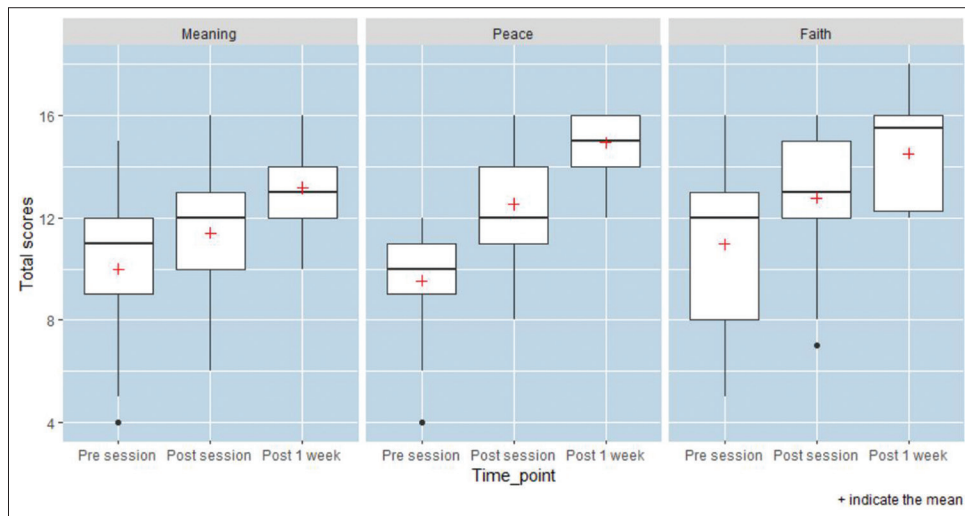 Meaning Peace Faith
Total scores
16
12
8
4
Pre session Post session Post 1 week Pre session Post session Post 1 week Pre session Post session Post 1 week
Time_point
+ indicate the mean